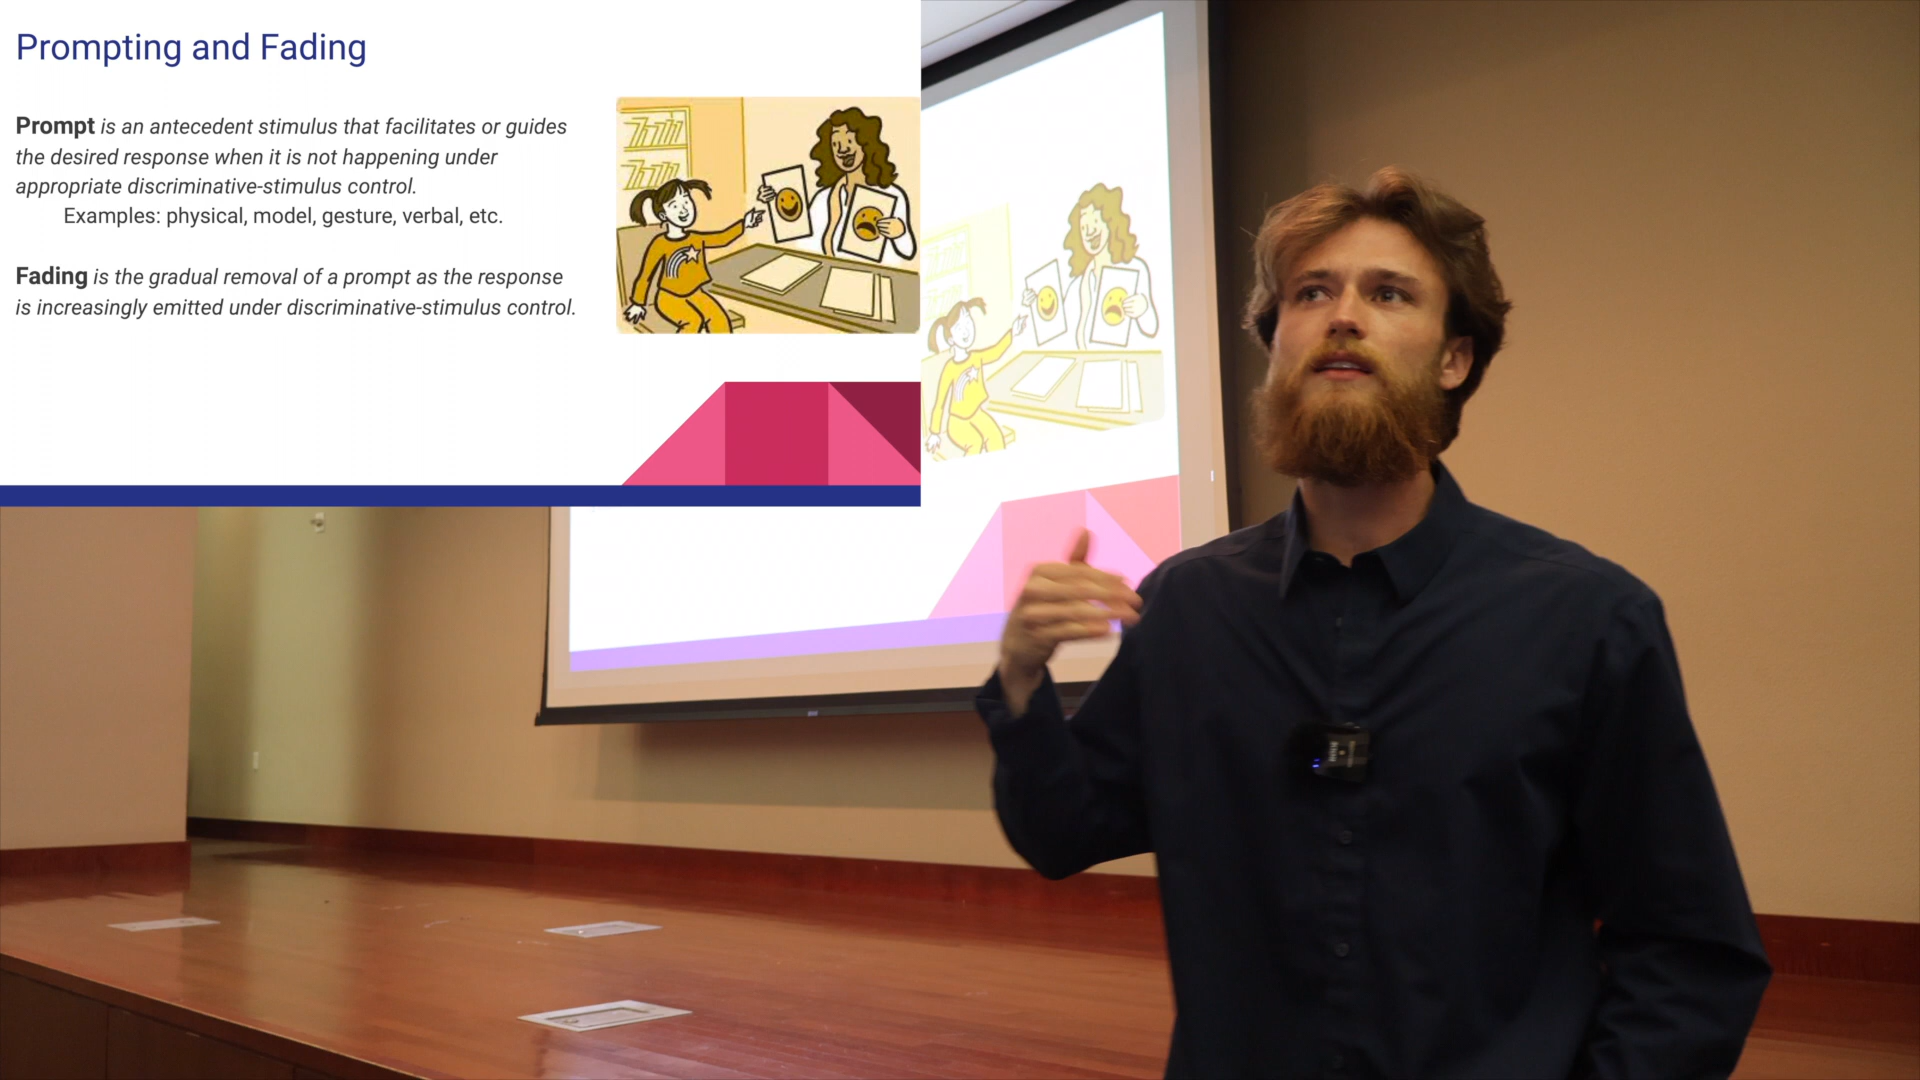 Prompting and Fading
Prompt is an antecedent stimulus that facilitates or guides
the desired response when it is not happening under
appropriate discriminative-stimulus control.
Examples: physical, model, gesture, verbal, etc.
Fading is the gradual removal of a prompt as the response
is increasingly emitted under discriminative-stimulus control.